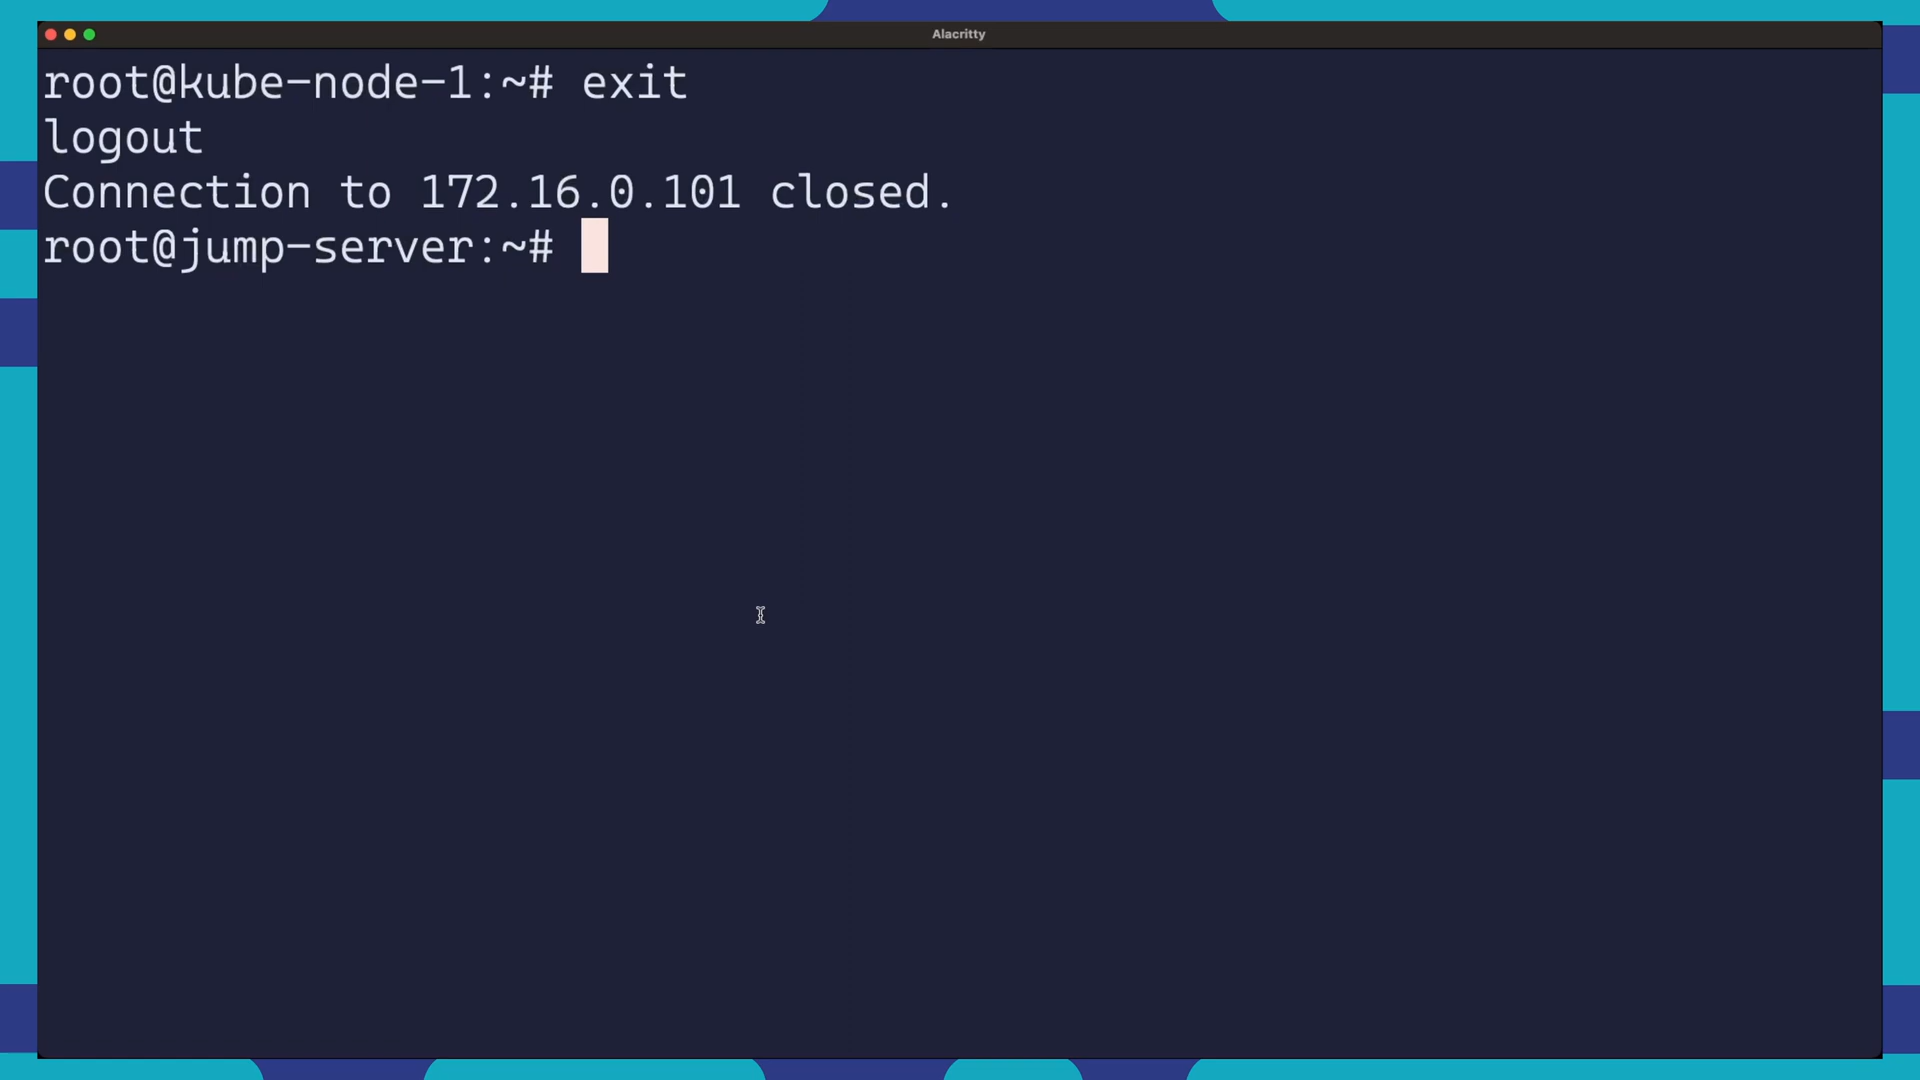 Alacritty
root@kube-node-1:~# exit
logout
Connection to 172.16.0.101 closed.
root@jump-server:~#